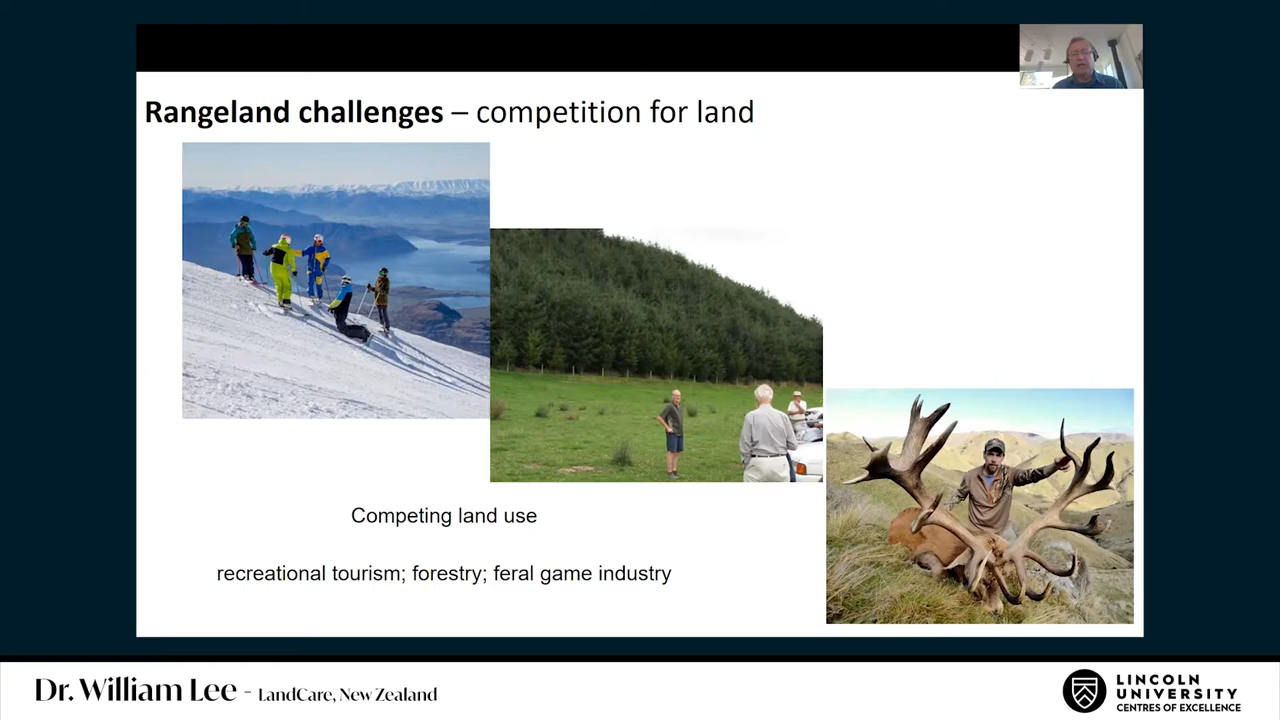 Rangeland challenges – competition for land
Competing land use
recreational tourism; forestry; feral game industry
Dr. William Lee - LandCare, New Zealand
LINCOLN
UNIVERSITY
CENTRES OF EXCELLENCE